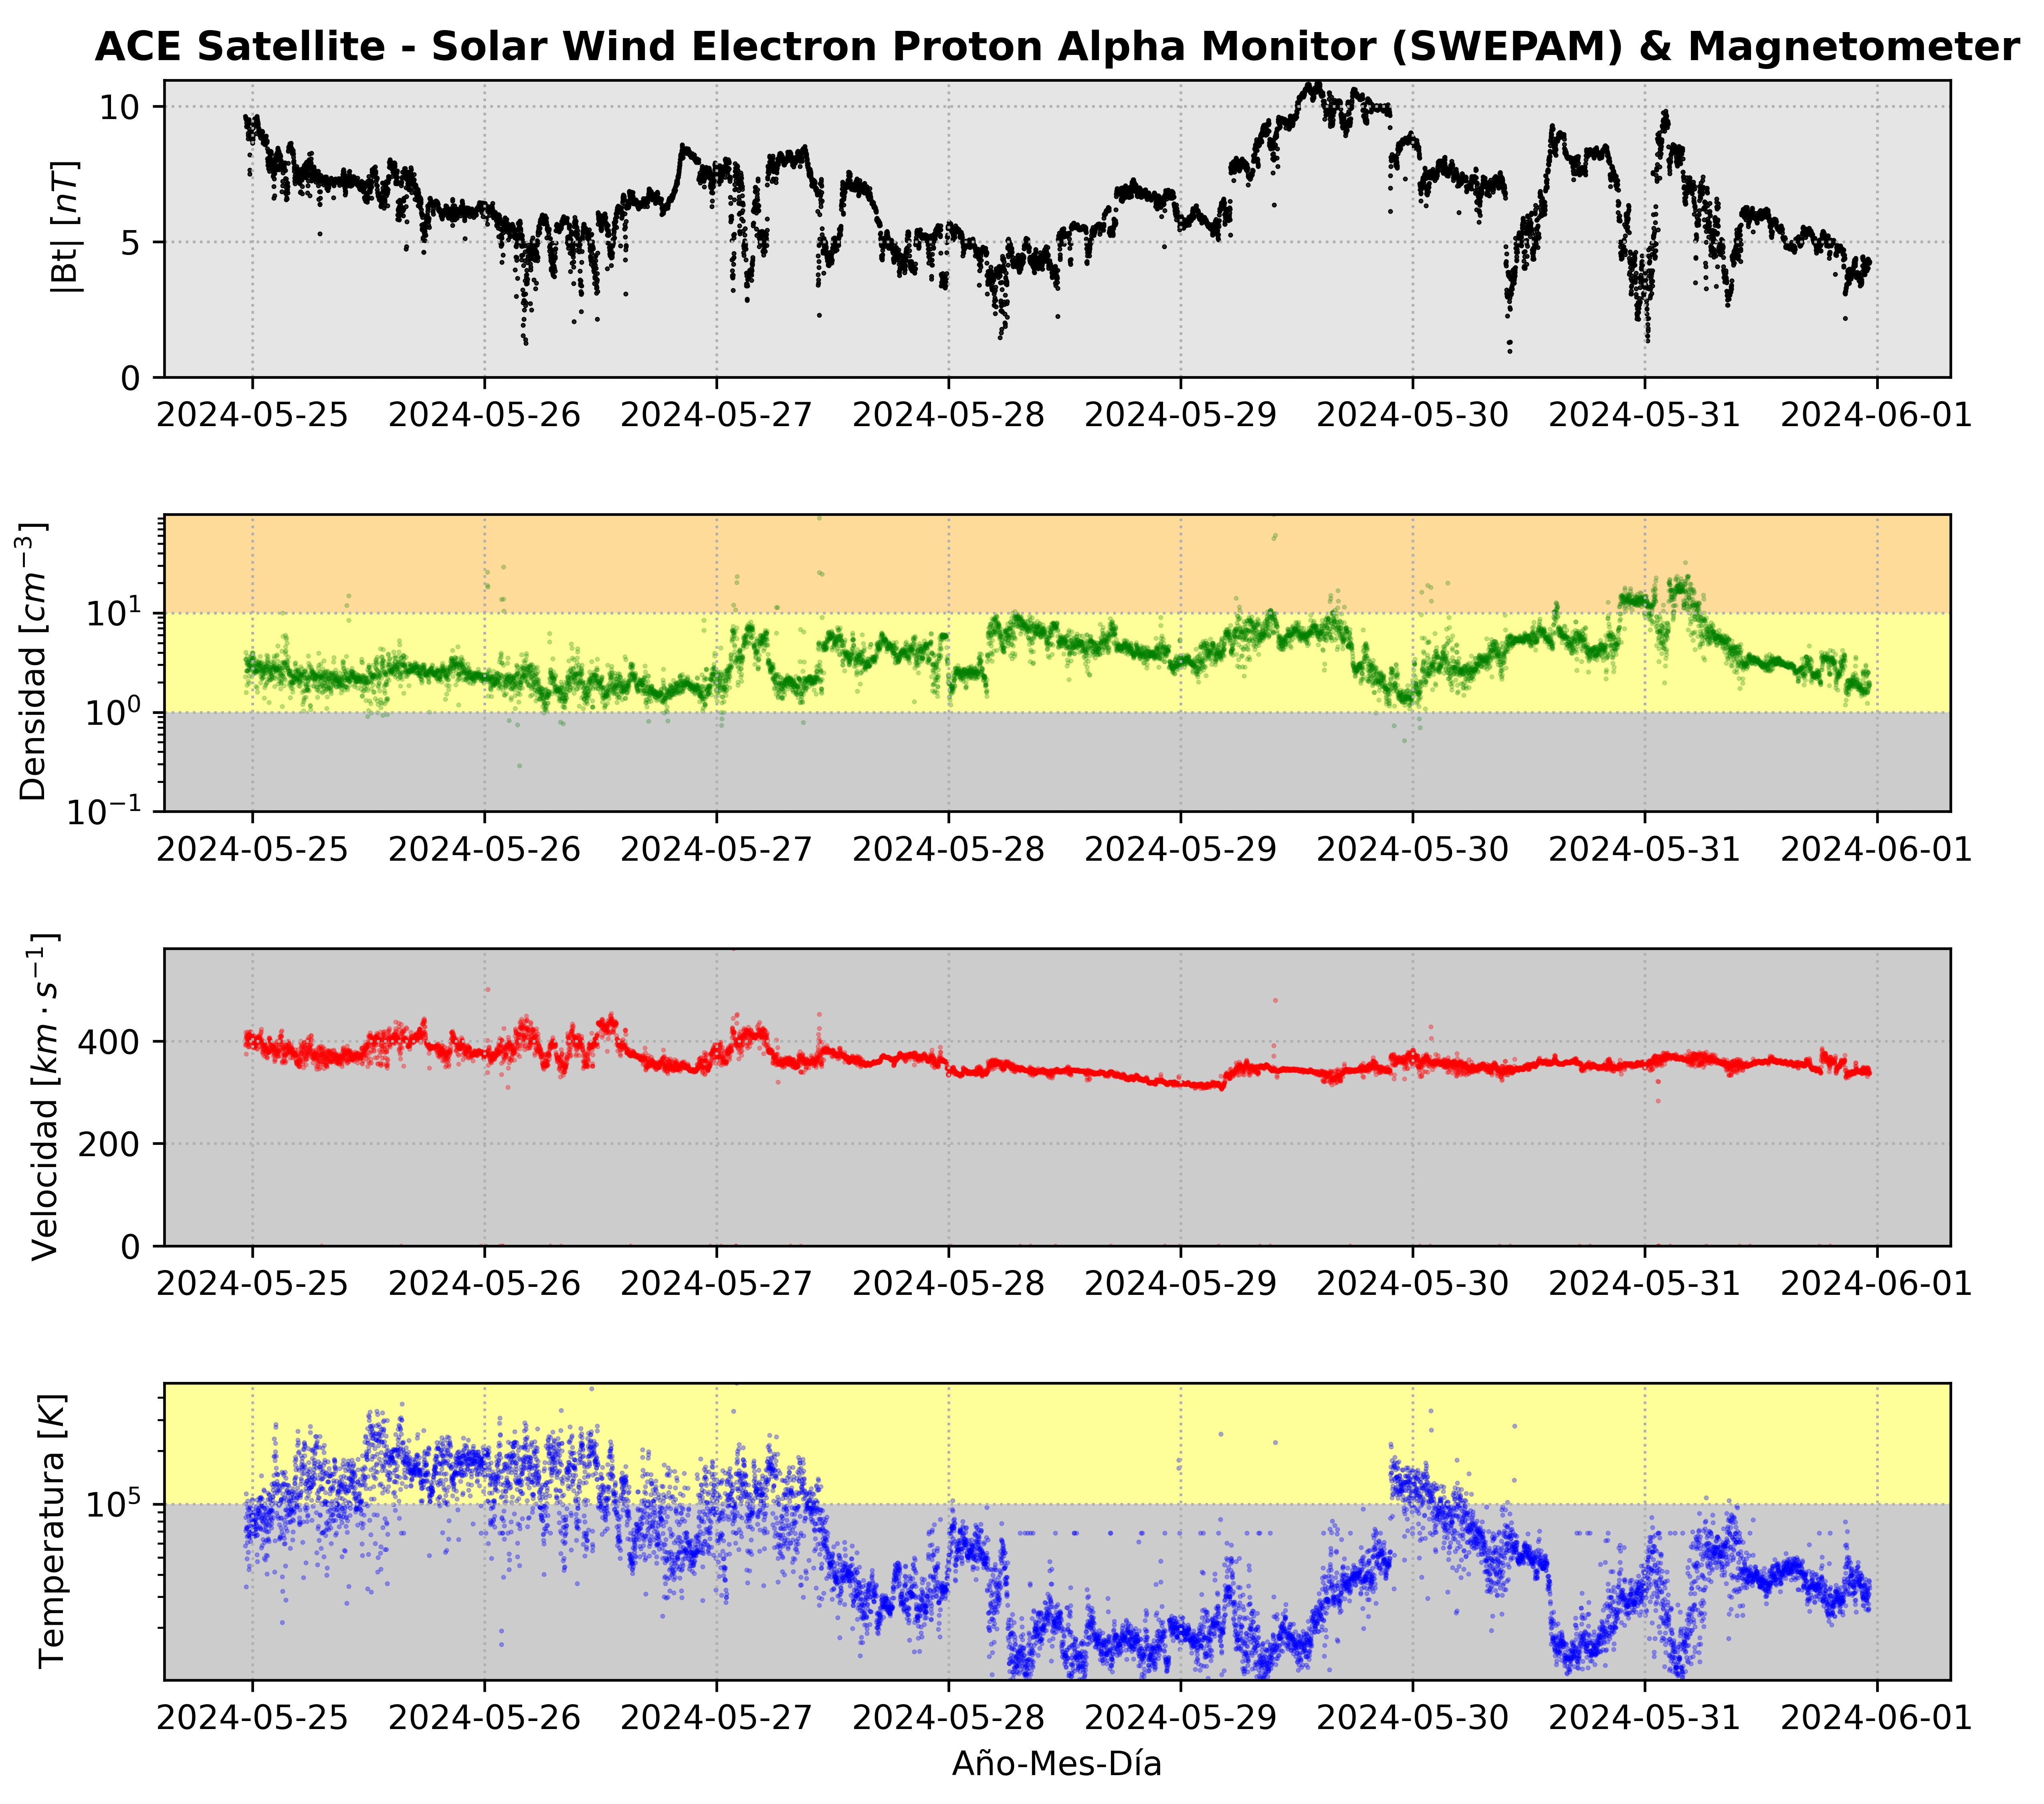 ACE Satellite - Solar Wind Electron Proton Alpha Monitor (SWEPAM) & Magnetometer
|Bt| [nT]
10
5
0
2024-05-25 2024-05-26 2024-05-27 2024-05-28 2024-05-29 2024-05-30 2024-05-31 2024-06-01
Densidad [cm⁻³]
10¹
10⁰
10⁻¹
2024-05-25 2024-05-26 2024-05-27 2024-05-28 2024-05-29 2024-05-30 2024-05-31 2024-06-01
Velocidad [km · s⁻¹]
400
200
0
2024-05-25 2024-05-26 2024-05-27 2024-05-28 2024-05-29 2024-05-30 2024-05-31 2024-06-01
Temperatura [K]
10⁵
2024-05-25 2024-05-26 2024-05-27 2024-05-28 2024-05-29 2024-05-30 2024-05-31 2024-06-01
Año-Mes-Día